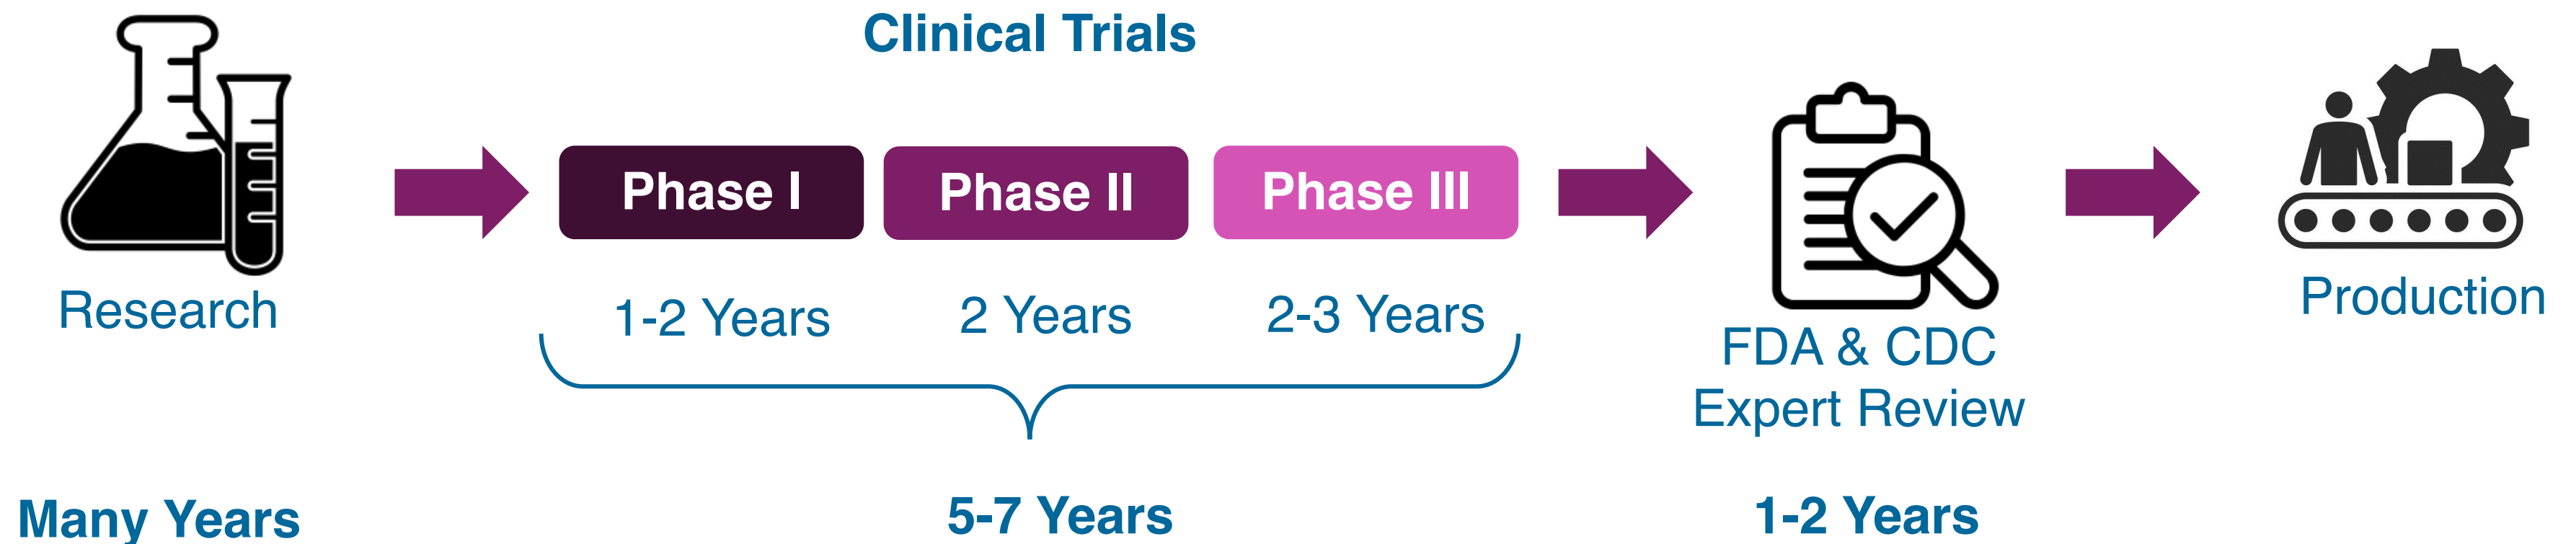 Clinical Trials
Research
Phase I
Phase II
Phase III
1-2 Years
2 Years
2-3 Years
FDA & CDC
Expert Review
Production
Many Years
5-7 Years
1-2 Years